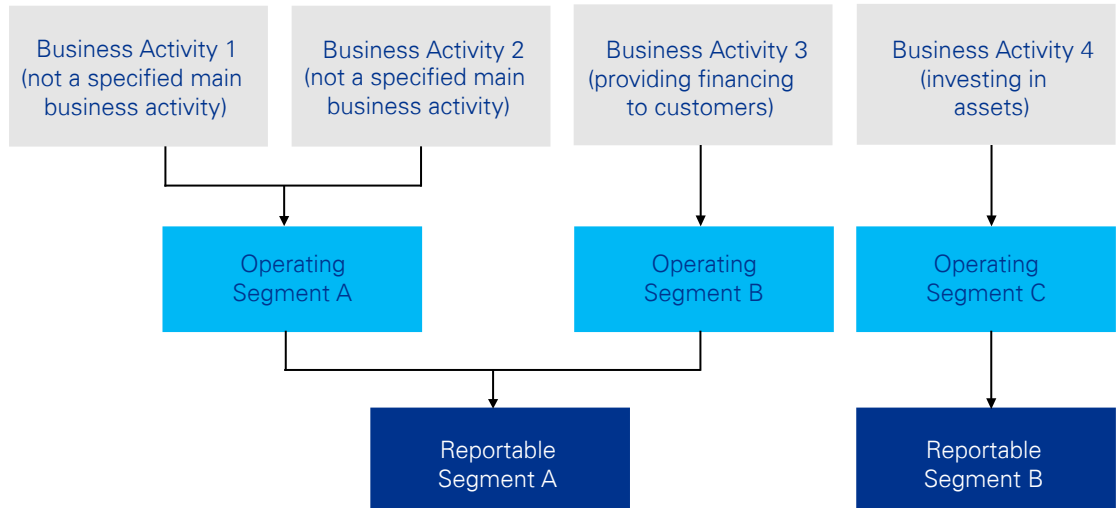 Business Activity 1
(not a specified main
business activity)
Business Activity 2
(not a specified main
business activity)
Business Activity 3
(providing financing
to customers)
Business Activity 4
(investing in
assets)
Operating
Segment A
Operating
Segment B
Operating
Segment C
Reportable
Segment A
Reportable
Segment B